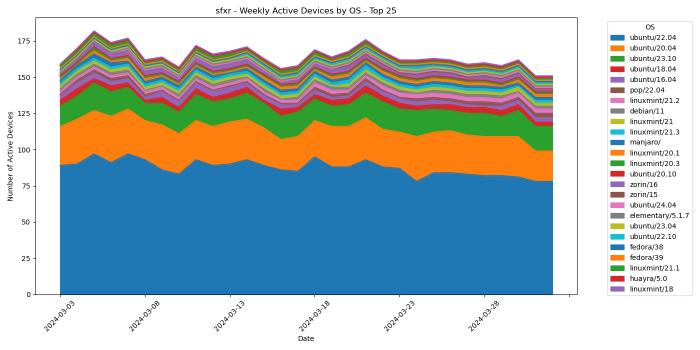 sfxr - Weekly Active Devices by OS - Top 25
Number of Active Devices
175
150
125
100
75
50
25
0
2024-03-03
2024-03-08
2024-03-13
2024-03-18
2024-03-23
2024-03-28
Date
OS
ubuntu/22.04
ubuntu/20.04
ubuntu/23.10
ubuntu/18.04
ubuntu/16.04
pop/22.04
linuxmint/21.2
debian/11
linuxmint/21
linuxmint/21.3
manjaro/
linuxmint/20.1
linuxmint/20.3
ubuntu/20.10
zorin/16
zorin/15
ubuntu/24.04
elementary/5.1.7
ubuntu/23.04
ubuntu/22.10
fedora/38
fedora/39
linuxmint/21.1
huayra/5.0
linuxmint/18